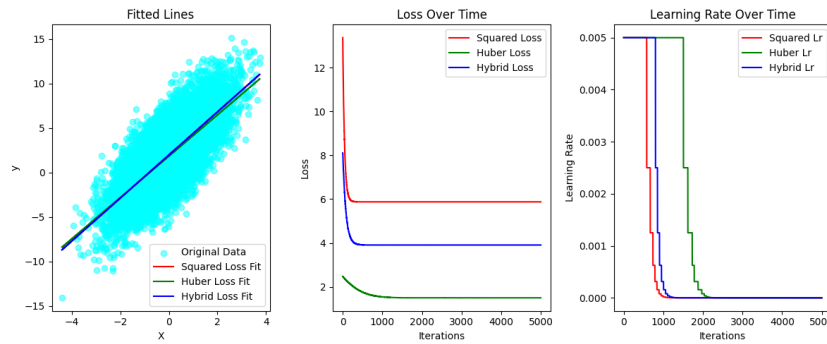 Fitted Lines
15
10
5
0
−5
−10
−15
y
−4
−2
0
2
4
X
Original Data
Squared Loss Fit
Huber Loss Fit
Hybrid Loss Fit
Loss Over Time
12
10
8
6
4
2
Loss
0
1000
2000
3000
4000
5000
Iterations
Squared Loss
Huber Loss
Hybrid Loss
Learning Rate Over Time
0.005
0.004
0.003
0.002
0.001
0.000
Learning Rate
0
1000
2000
3000
4000
5000
Iterations
Squared Lr
Huber Lr
Hybrid Lr